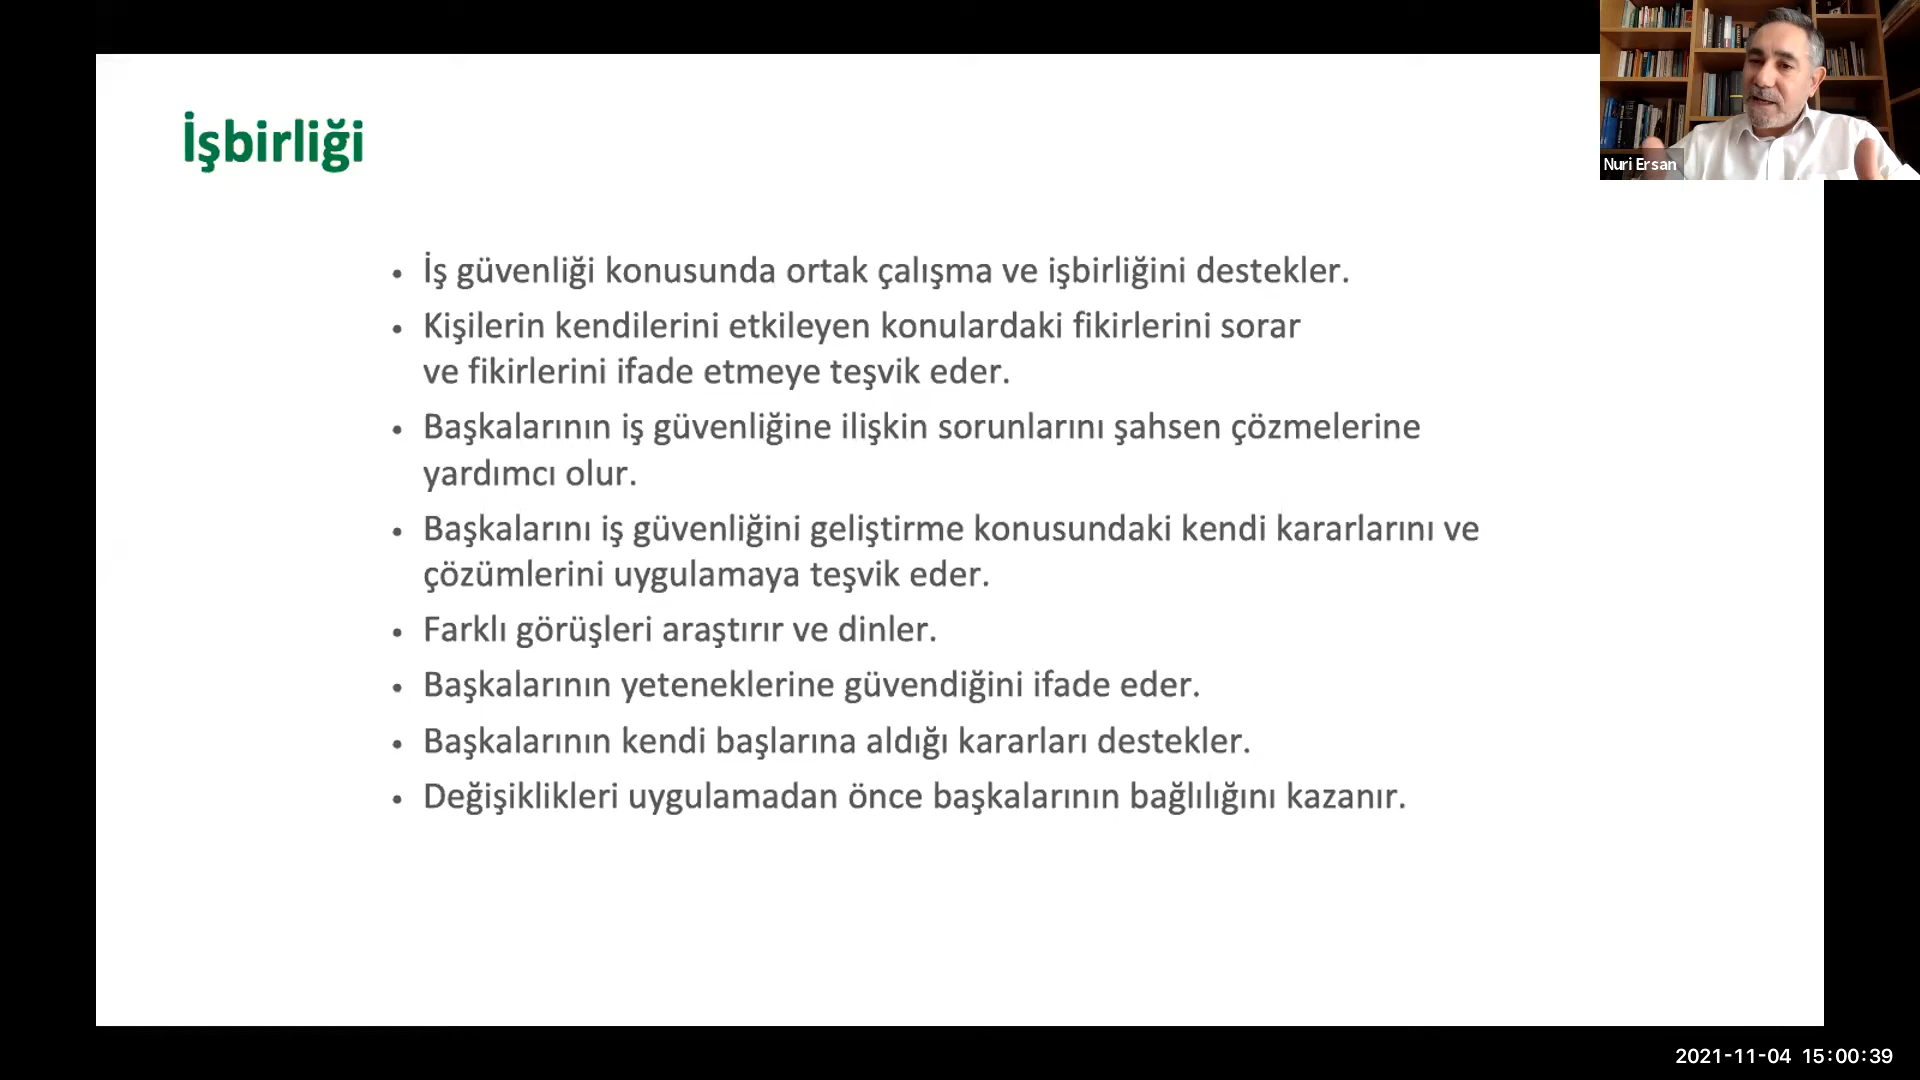 İşbirliği
Nuri Ersan
• İş güvenliği konusunda ortak çalışma ve işbirliğini destekler.
• Kişilerin kendilerini etkileyen konulardaki fikirlerini sorar
ve fikirlerini ifade etmeye teşvik eder.
• Başkalarının iş güvenliğine ilişkin sorunlarını şahsen çözmelerine
yardımcı olur.
• Başkalarını iş güvenliğini geliştirme konusundaki kendi kararlarını ve
çözümlerini uygulamaya teşvik eder.
• Farklı görüşleri araştırır ve dinler.
• Başkalarının yeteneklerine güvendiğini ifade eder.
• Başkalarının kendi başlarına aldığı kararları destekler.
• Değişiklikleri uygulamadan önce başkalarının bağlılığını kazanır.
2021-11-04 15:00:39